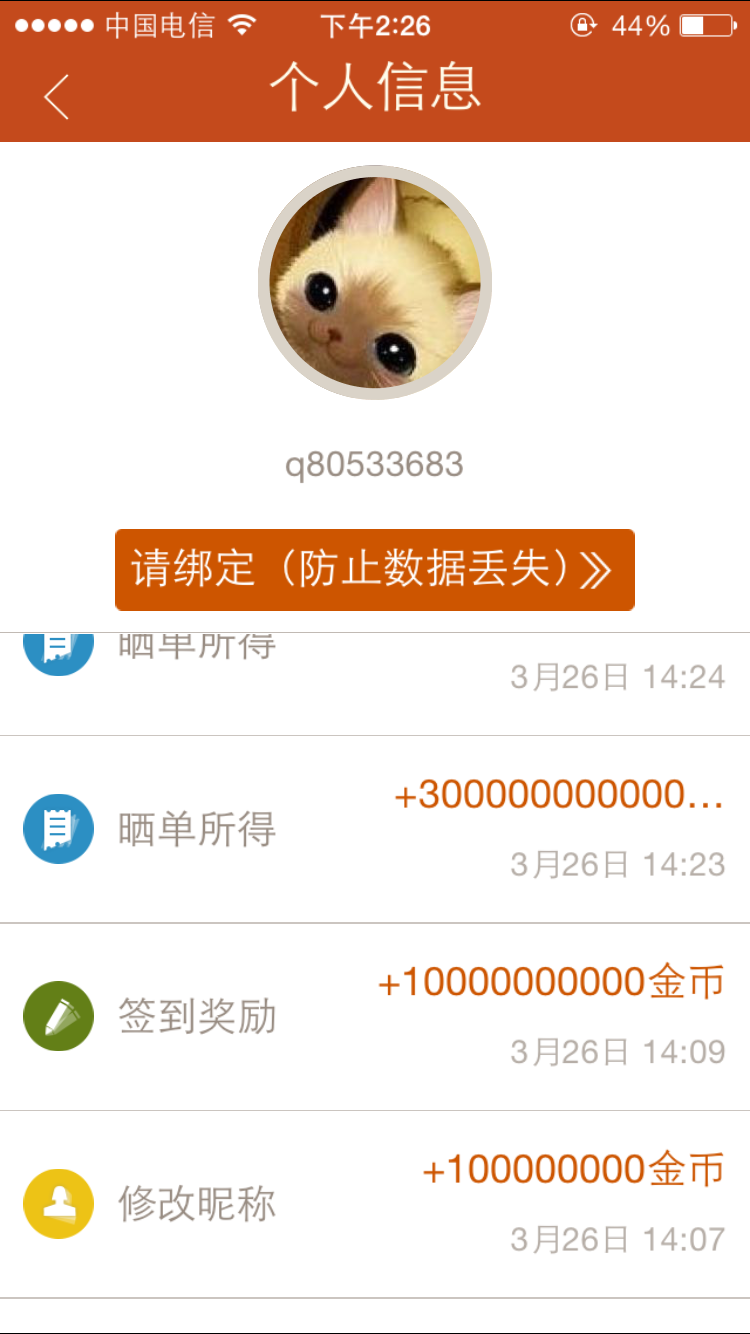 中国电信
下午2:26
44%
个人信息
q80533683
请绑定（防止数据丢失）
晒单所得
3月26日 14:24
+300000000000...
晒单所得
3月26日 14:23
+10000000000金币
签到奖励
3月26日 14:09
+100000000金币
修改昵称
3月26日 14:07